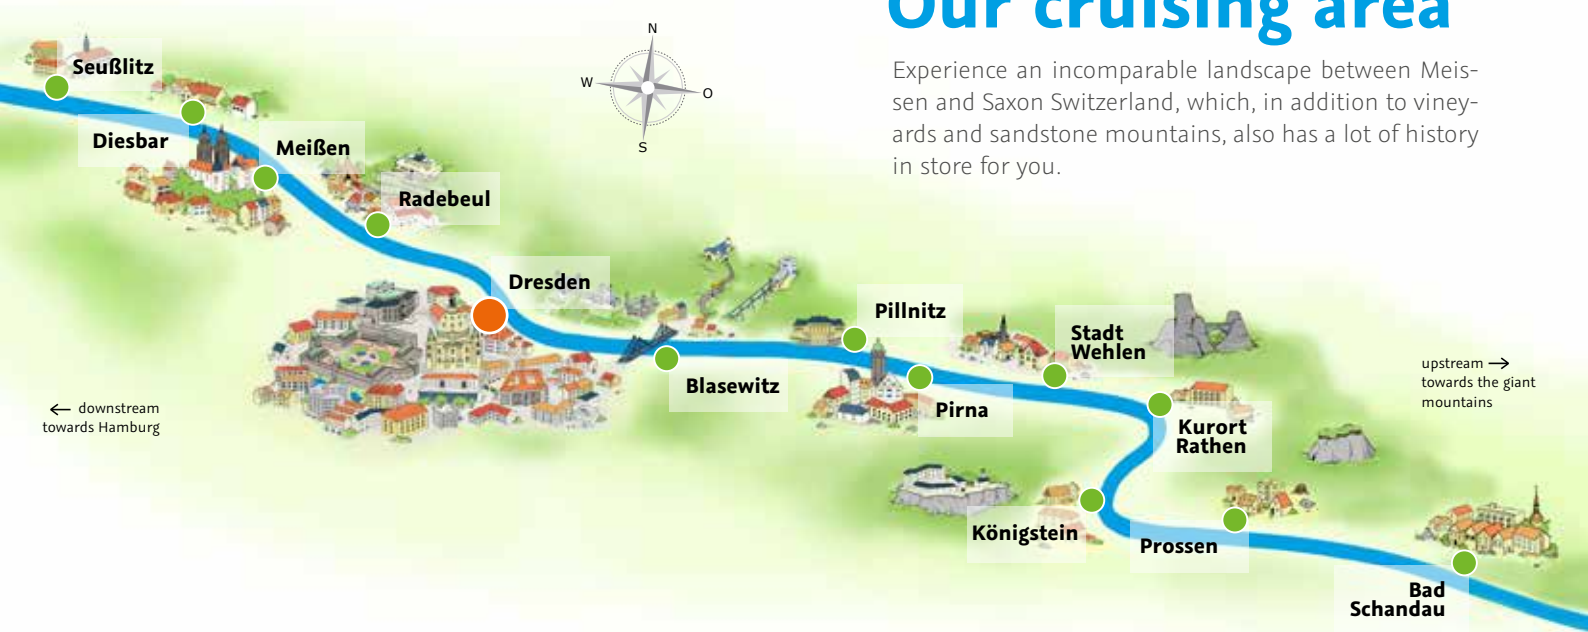 Our cruising area
Experience an incomparable landscape between Meis-
sen and Saxon Switzerland, which, in addition to viney-
ards and sandstone mountains, also has a lot of history
in store for you.
N
W
O
S
Seußlitz
Diesbar
Meißen
Radebeul
Dresden
Blasewitz
Pillnitz
Pirna
Stadt
Wehlen
Kurort
Rathen
Königstein
Prossen
Bad
Schandau
← downstream
towards Hamburg
upstream →
towards the giant
mountains